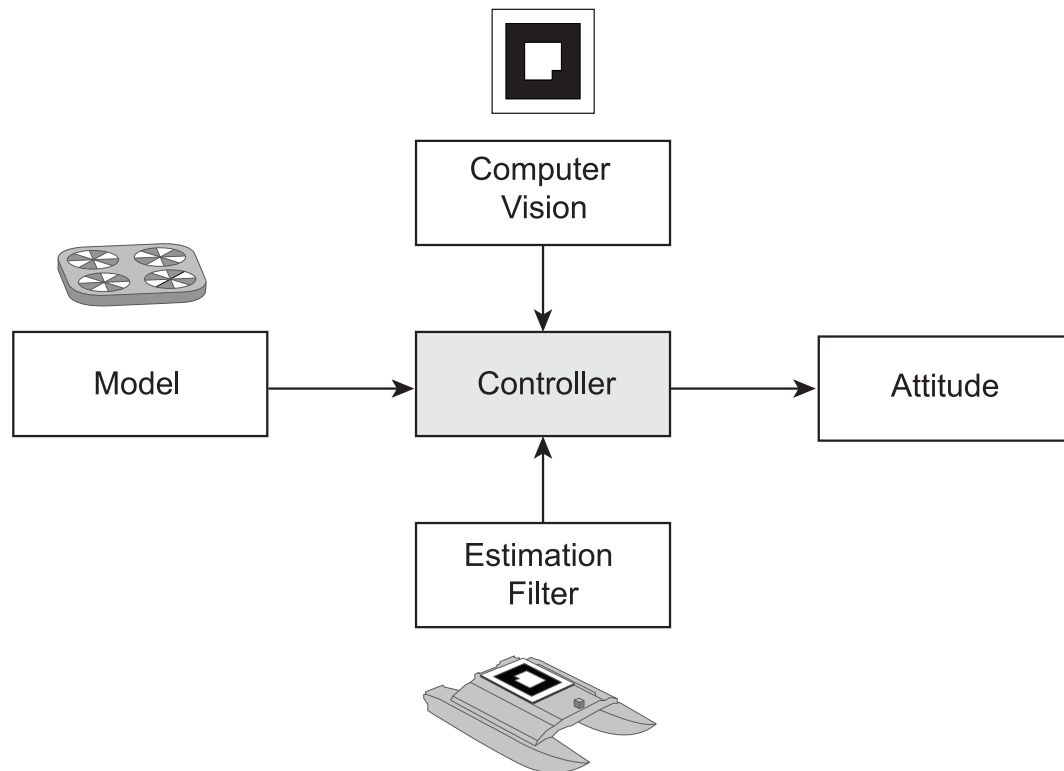 Computer
Vision
Model
Controller
Attitude
Estimation
Filter